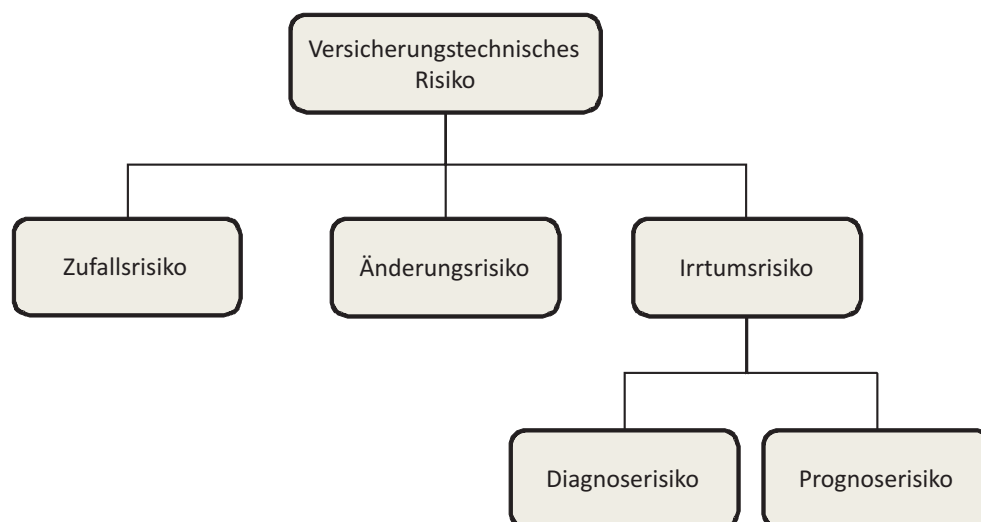 Versicherungstechnisches
Risiko
Zufallsrisiko
Änderungsrisiko
Irrtumsrisiko
Diagnoserisiko
Prognoserisiko